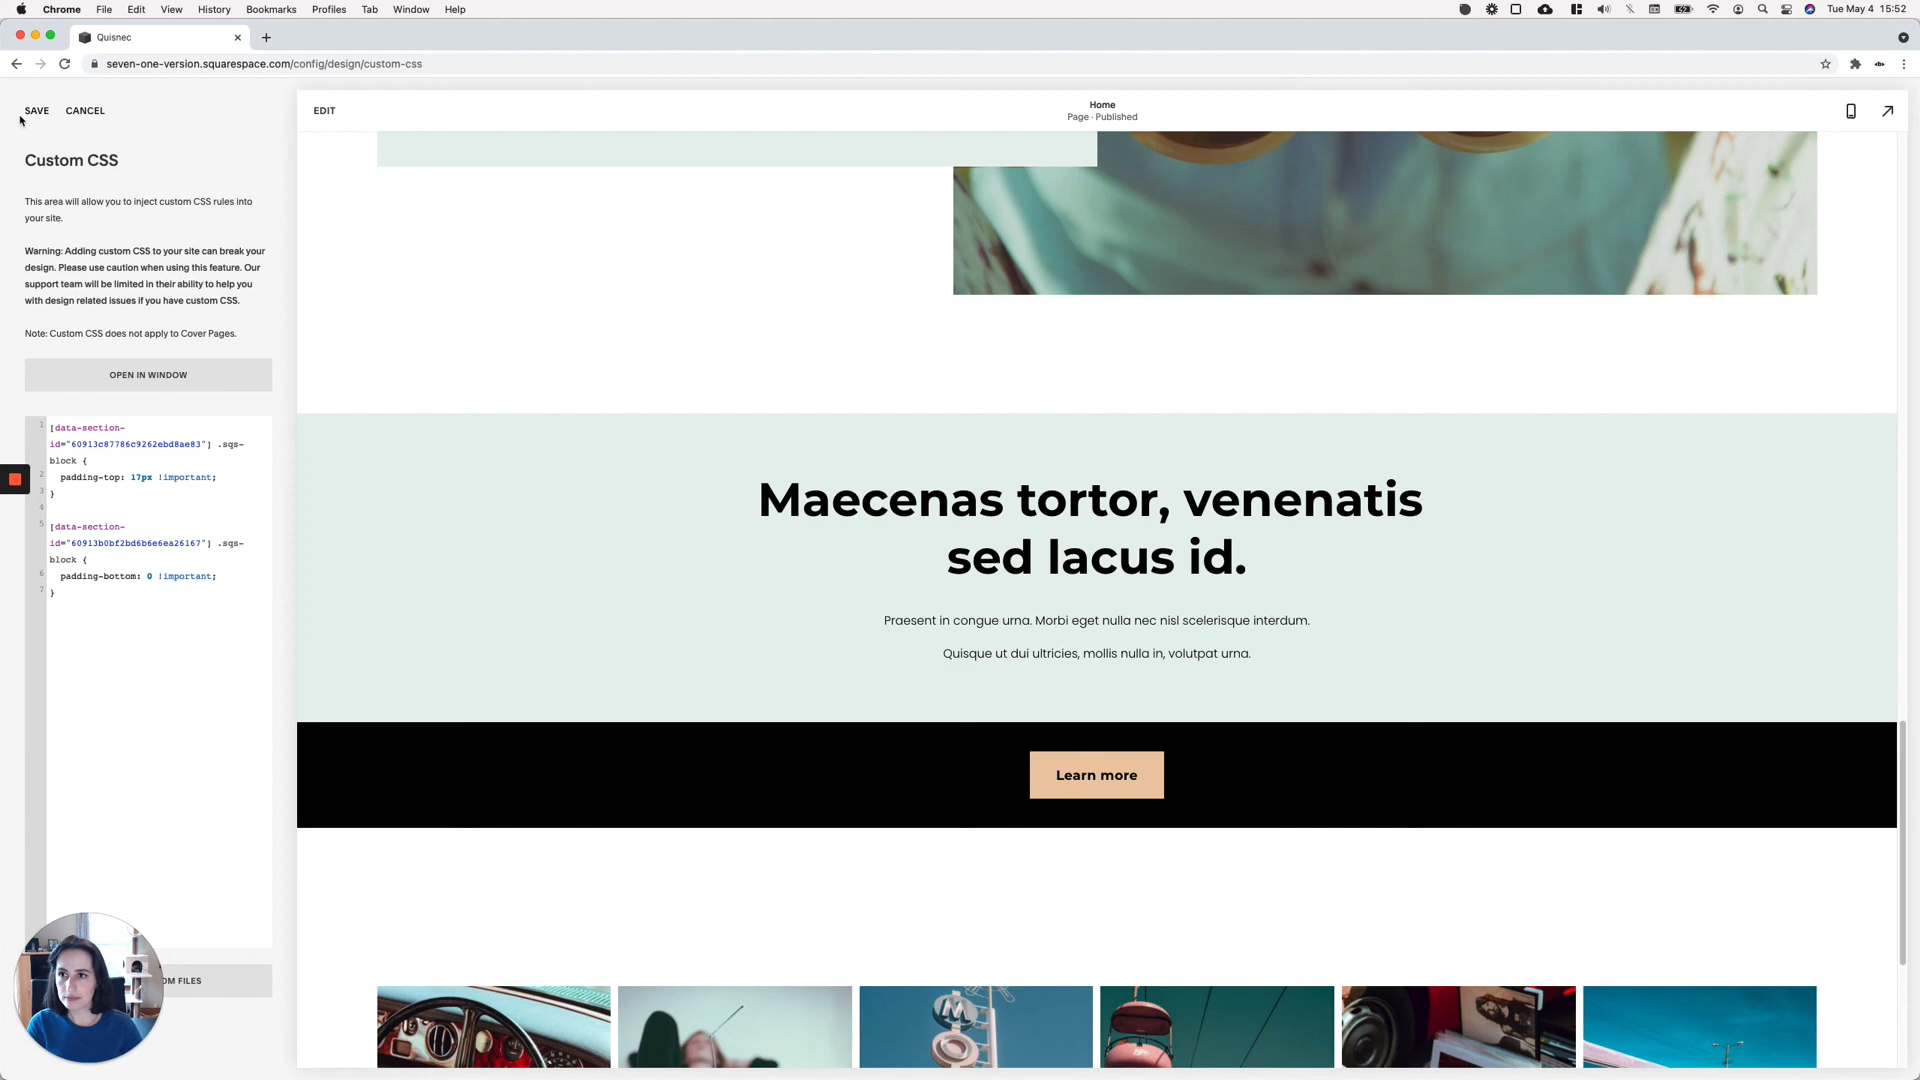 Chrome File Edit View History Bookmarks Profiles Tab Window Help Tue May 4 15:52
Quisnec
seven-one-version.squarespace.com/config/design/custom-css
SAVE CANCEL
EDIT
Home
Page · Published
Custom CSS
This area will allow you to inject custom CSS rules into
your site.
Warning: Adding custom CSS to your site can break your
design. Please use caution when using this feature. Our
support team will be limited in their ability to help you
with design related issues if you have custom CSS.
Note: Custom CSS does not apply to Cover Pages.
OPEN IN WINDOW
1 [data-section-
id="60913c87786c9262ebd8ae83"] .sqs-
block {
2 padding-top: 17px !important;
3 }
4
5 [data-section-
id="60913b0bf2bd6b6e6ea26167"] .sqs-
block {
6 padding-bottom: 0 !important;
7 }
OM FILES
Maecenas tortor, venenatis
sed lacus id.
Praesent in congue urna. Morbi eget nulla nec nisl scelerisque interdum.
Quisque ut dui ultricies, mollis nulla in, volutpat urna.
Learn more
M